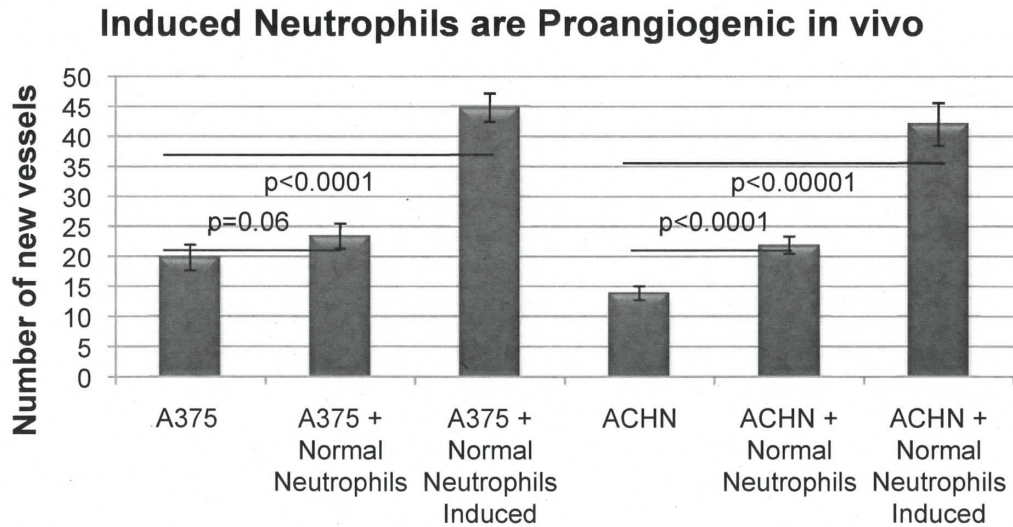 Induced Neutrophils are Proangiogenic in vivo
Number of new vessels
50
45
40
35
30
25
20
15
10
5
0
p<0.0001
p=0.06
p<0.00001
p<0.0001
A375
A375 +
Normal
Neutrophils
A375 +
Normal
Neutrophils
Induced
ACHN
ACHN +
Normal
Neutrophils
ACHN +
Normal
Neutrophils
Induced